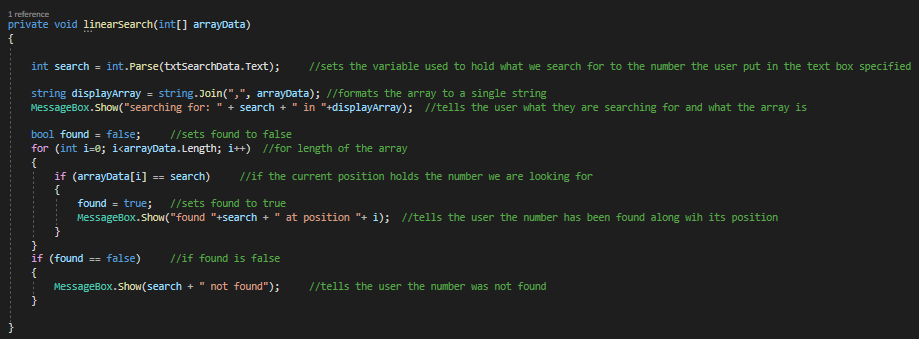 1 reference
private void linearSearch(int[] arrayData)
{
int search = int.Parse(txtSearchData.Text); //sets the variable used to hold what we search for to the number the user put in the text box specified
string displayArray = string.Join(",", arrayData); //formats the array to a single string
MessageBox.Show("searching for: " + search + " in "+displayArray); //tells the user what they are searching for and what the array is
bool found = false; //sets found to false
for (int i=0; i<arrayData.Length; i++) //for length of the array
{
if (arrayData[i] == search) //if the current position holds the number we are looking for
{
found = true; //sets found to true
MessageBox.Show("found "+search + " at position "+ i); //tells the user the number has been found along wih its position
}
}
if (found == false) //if found is false
{
MessageBox.Show(search + " not found"); //tells the user the number was not found
}
}